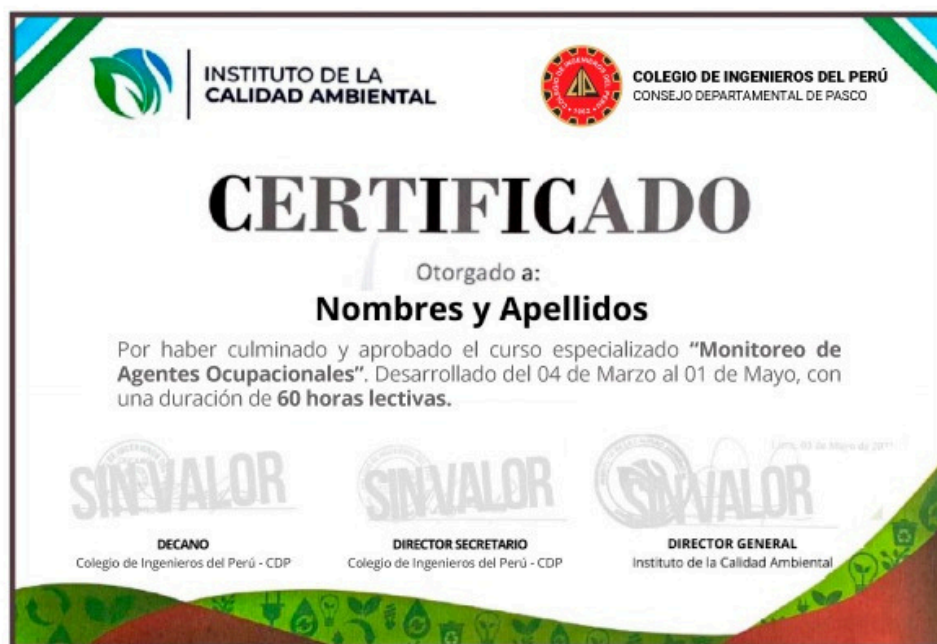 INSTITUTO DE LA
CALIDAD AMBIENTAL
COLEGIO DE INGENIEROS DEL PERÚ
CONSEJO DEPARTAMENTAL DE PASCO
CERTIFICADO
Otorgado a:
Nombres y Apellidos
Por haber culminado y aprobado el curso especializado “Monitoreo de
Agentes Ocupacionales”. Desarrollado del 04 de Marzo al 01 de Mayo, con
una duración de 60 horas lectivas.
SIN VALOR
SIN VALOR
SIN VALOR
DECANO
Colegio de Ingenieros del Perú - CDP
DIRECTOR SECRETARIO
Colegio de Ingenieros del Perú - CDP
DIRECTOR GENERAL
Instituto de la Calidad Ambiental